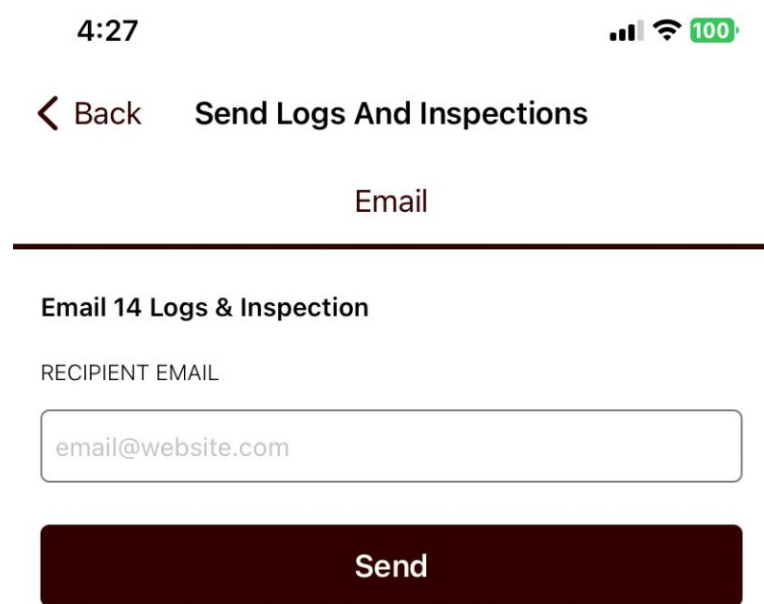 4:27
100
Back
Send Logs And Inspections
Email
Email 14 Logs & Inspection
RECIPIENT EMAIL
email@website.com
Send